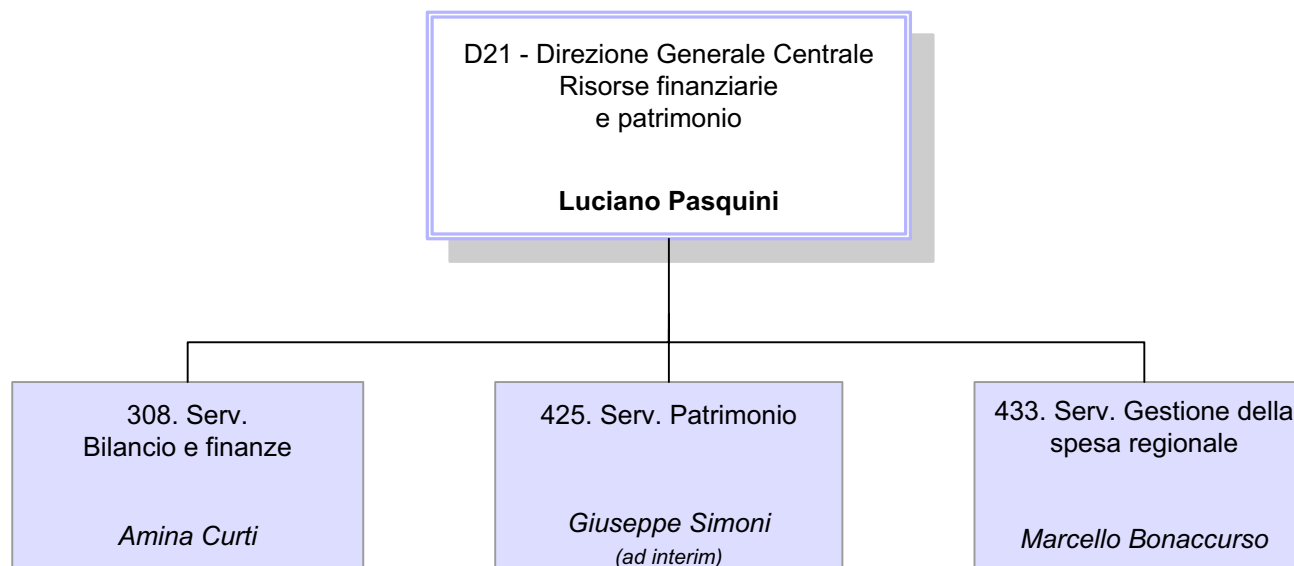 D21 - Direzione Generale Centrale
Risorse finanziarie
e patrimonio
Luciano Pasquini
308. Serv.
Bilancio e finanze
Amina Curti
425. Serv. Patrimonio
Giuseppe Simoni
(ad interim)
433. Serv. Gestione della
spesa regionale
Marcello Bonaccurso